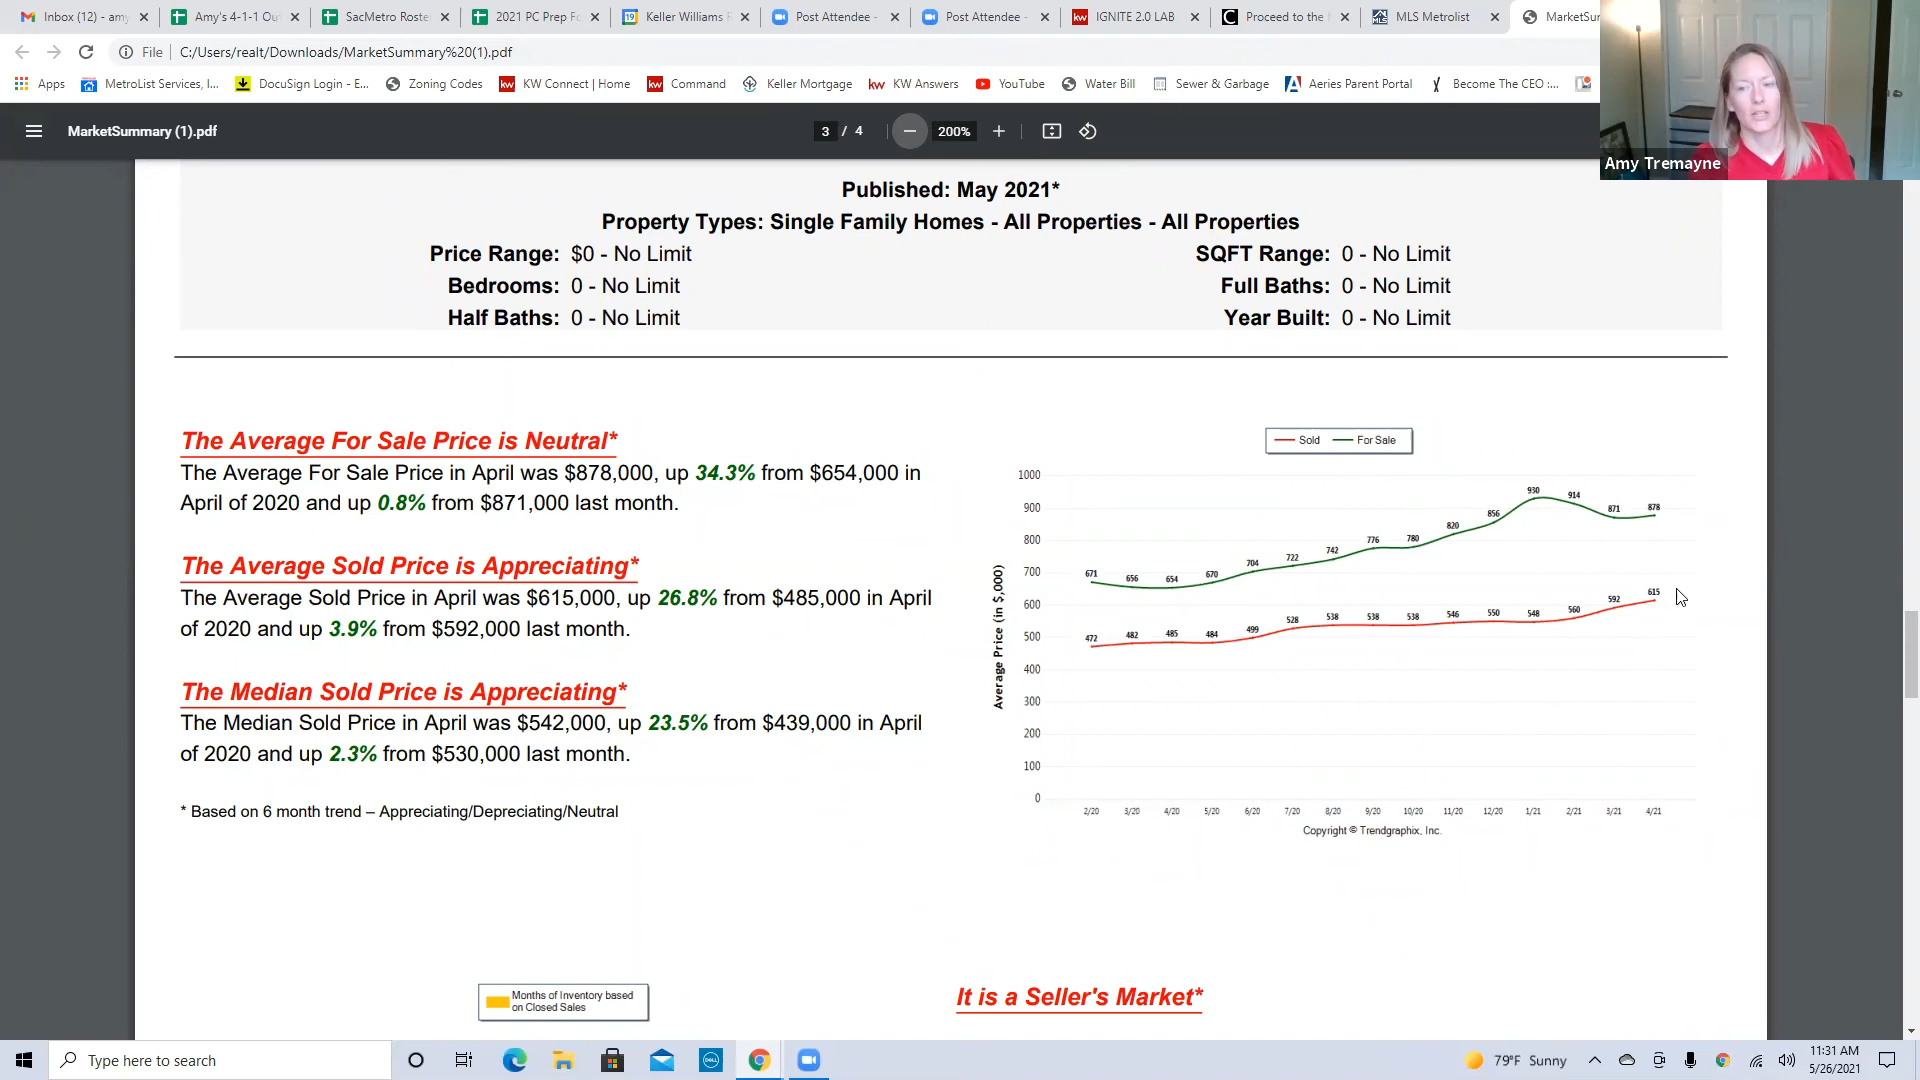 Inbox (12) - am
Amy's 4-1-1 Ou
SacMetro Roste
2021 PC Prep Fo
Keller Williams
Post Attendee -
Post Attendee -
IGNITE 2.0 LAB
Proceed to the
MLS Metrolist
MarketSu
File
C:/Users/realt/Downloads/MarketSummary%20(1).pdf
Apps
MetroList Services, I...
DocuSign Login - E...
Zoning Codes
KW Connect | Home
Command
Keller Mortgage
KW Answers
YouTube
Water Bill
Sewer & Garbage
Aeries Parent Portal
Become The CEO :...
MarketSummary (1).pdf
3 / 4
200%
Amy Tremayne
Published: May 2021*
Property Types: Single Family Homes - All Properties - All Properties
Price Range: $0 - No Limit
SQFT Range: 0 - No Limit
Bedrooms: 0 - No Limit
Full Baths: 0 - No Limit
Half Baths: 0 - No Limit
Year Built: 0 - No Limit
The Average For Sale Price is Neutral*
The Average For Sale Price in April was $878,000, up 34.3% from $654,000 in
April of 2020 and up 0.8% from $871,000 last month.
The Average Sold Price is Appreciating*
The Average Sold Price in April was $615,000, up 26.8% from $485,000 in April
of 2020 and up 3.9% from $592,000 last month.
The Median Sold Price is Appreciating*
The Median Sold Price in April was $542,000, up 23.5% from $439,000 in April
of 2020 and up 2.3% from $530,000 last month.
* Based on 6 month trend – Appreciating/Depreciating/Neutral
Sold For Sale
Average Price (in $,000)
1000
900
800
700
600
500
400
300
200
100
0
671 656 654 670 704 722 742 776 780 820 856 930 914 871 878
472 482 485 484 499 528 538 538 538 546 550 548 560 592 615
2/20 3/20 4/20 5/20 6/20 7/20 8/20 9/20 10/20 11/20 12/20 1/21 2/21 3/21 4/21
Copyright © Trendgraphix, Inc.
Months of Inventory based
on Closed Sales
It is a Seller's Market*
Type here to search
79°F Sunny
11:31 AM
5/26/2021